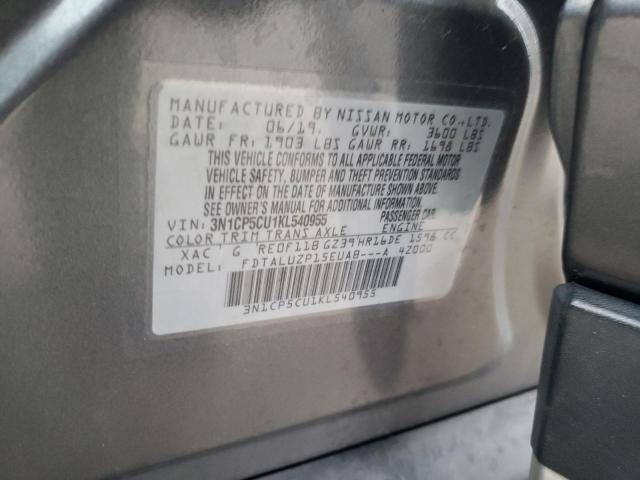 MANUFACTURED BY NISSAN MOTOR CO.,LTD.
DATE: 06/19. GVWR: 3600 LBS
GAWR FR: 1903 LBS GAWR RR: 1698 LBS
THIS VEHICLE CONFORMS TO ALL APPLICABLE FEDERAL MOTOR
VEHICLE SAFETY, BUMPER AND THEFT PREVENTION STANDARDS
IN EFFECT ON THE DATE OF MANUFACTURE SHOWN ABOVE.
SEE OWNER'S MANUAL FOR ADDITIONAL INFORMATION
VIN: 3N1CP5CU1KL540955 PASSENGER CAR
COLOR TRIM TRANS AXLE ENGINE
XAC G RE0F11B GZ39 HR16DE 1598 CC
MODEL: FDTALUZP15EUAB---A 4Z000
3N1CP5CU1KL540955